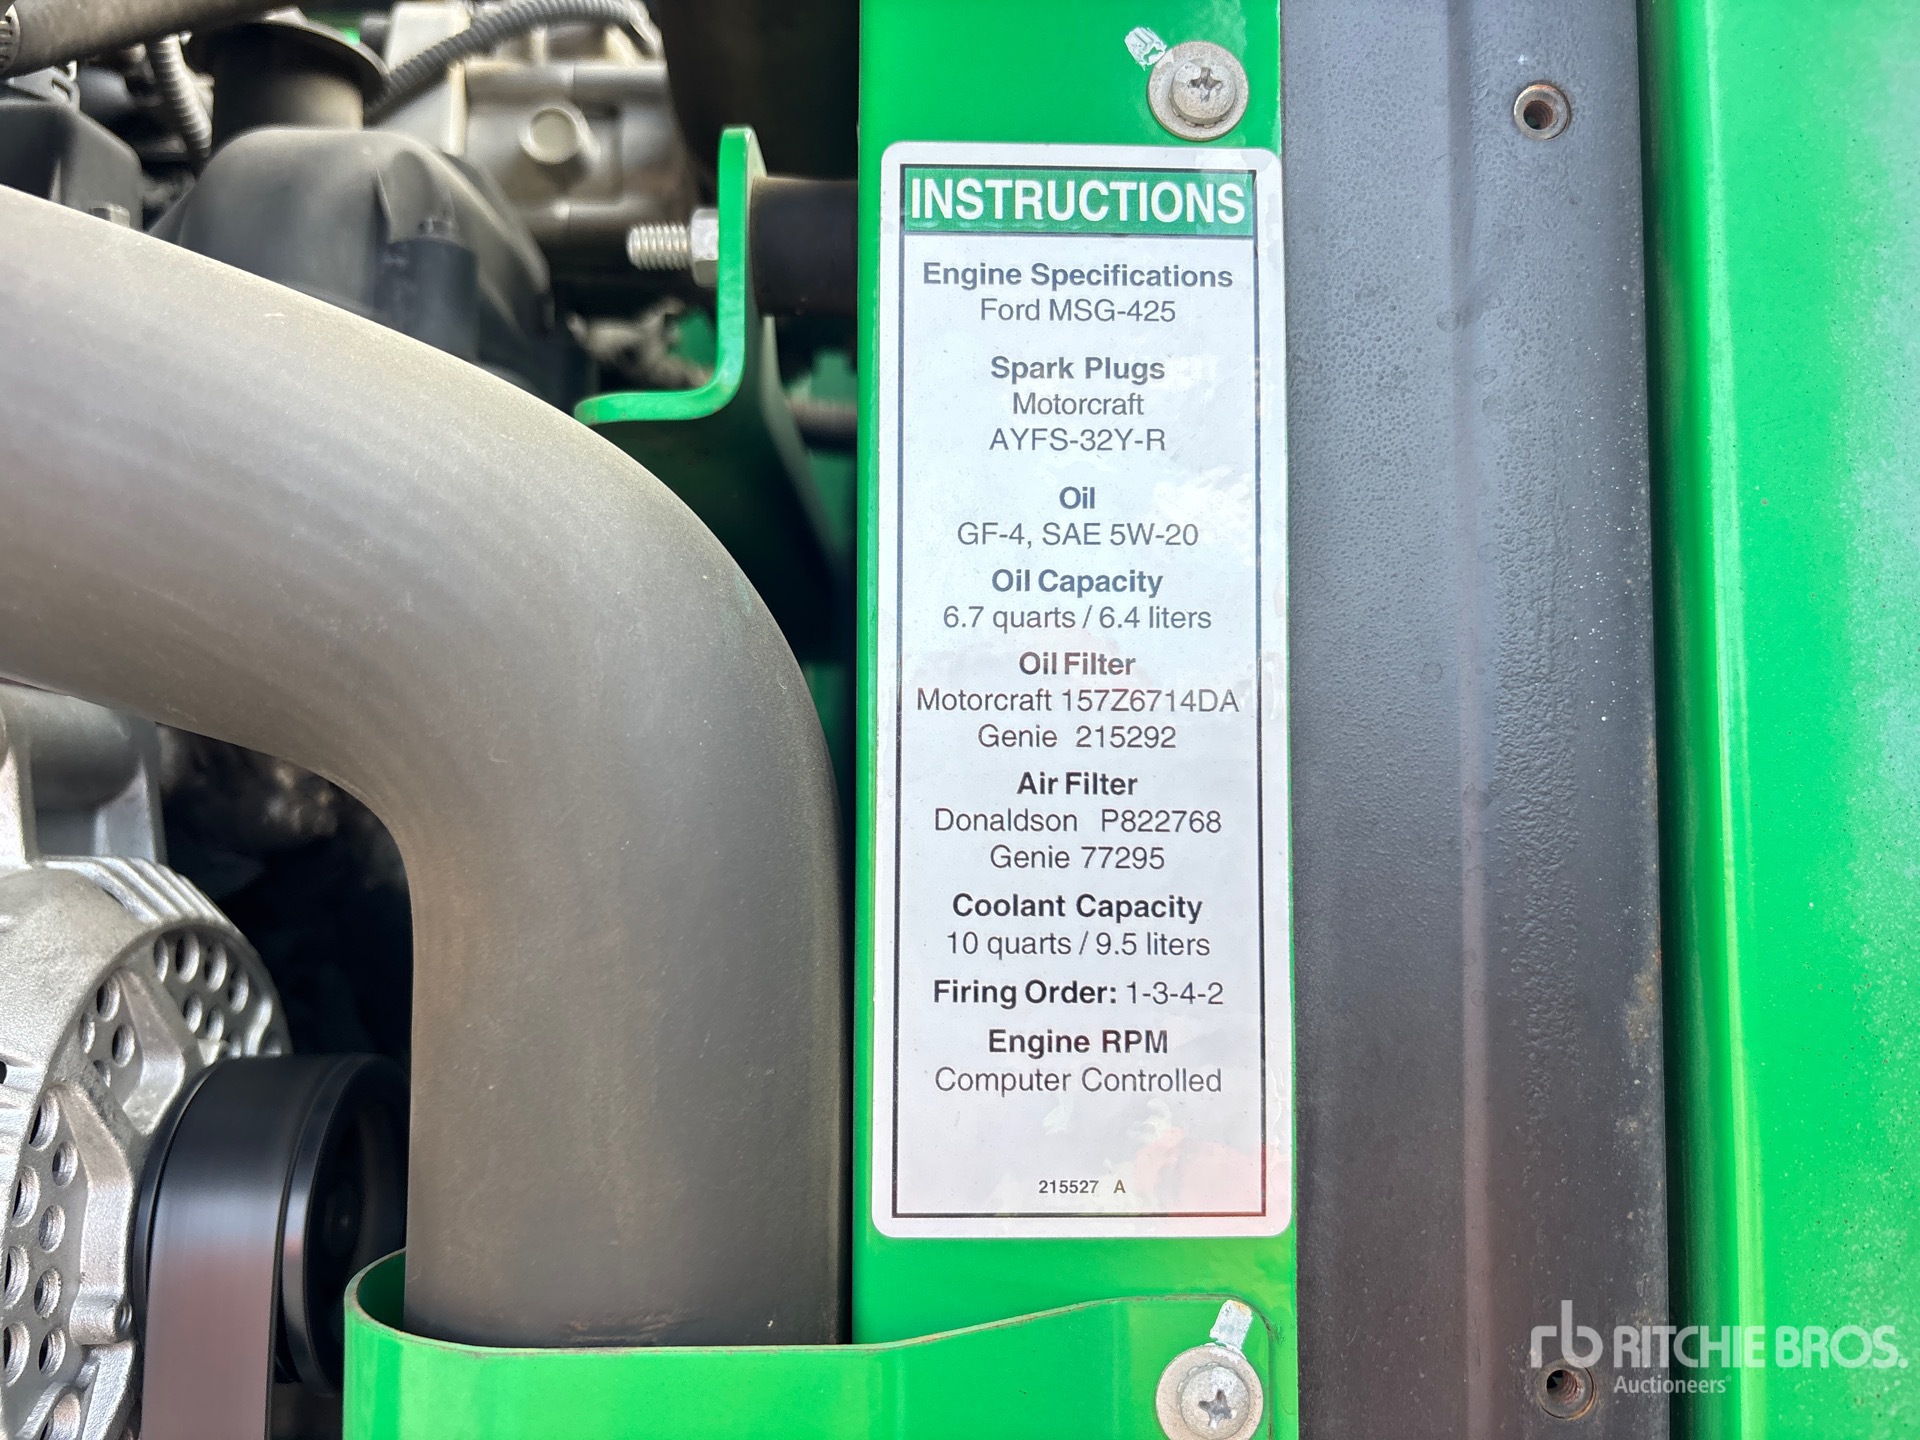 INSTRUCTIONS
Engine Specifications
Ford MSG-425
Spark Plugs
Motorcraft
AYFS-32Y-R
Oil
GF-4, SAE 5W-20
Oil Capacity
6.7 quarts / 6.4 liters
Oil Filter
Motorcraft 157Z6714DA
Genie 215292
Air Filter
Donaldson P822768
Genie 77295
Coolant Capacity
10 quarts / 9.5 liters
Firing Order: 1-3-4-2
Engine RPM
Computer Controlled
215527 A
rb RITCHIE BROS.
Auctioneers